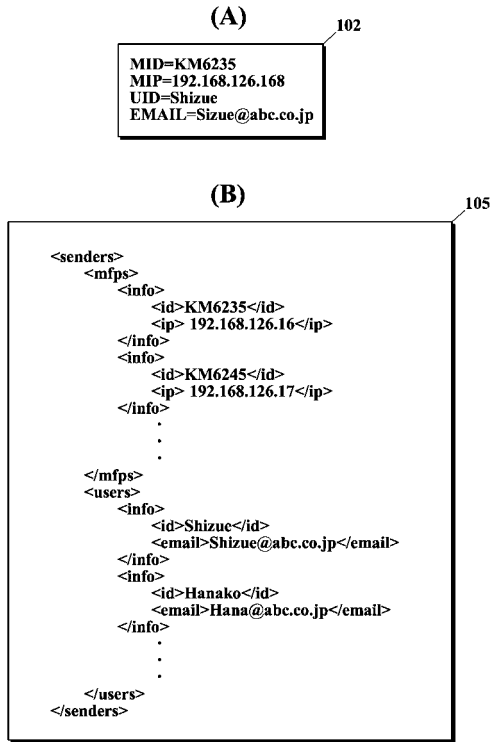 (A)
102
MID=KM6235
MIP=192.168.126.168
UID=Shizue
EMAIL=Sizue@abc.co.jp
(B)
105
<senders>
<mfps>
<info>
<id>KM6235</id>
<ip> 192.168.126.16</ip>
</info>
<info>
<id>KM6245</id>
<ip> 192.168.126.17</ip>
</info>
.
.
.
</mfps>
<users>
<info>
<id>Shizue</id>
<email>Shizue@abc.co.jp</email>
</info>
<info>
<id>Hanako</id>
<email>Hana@abc.co.jp</email>
</info>
.
.
.
</users>
</senders>